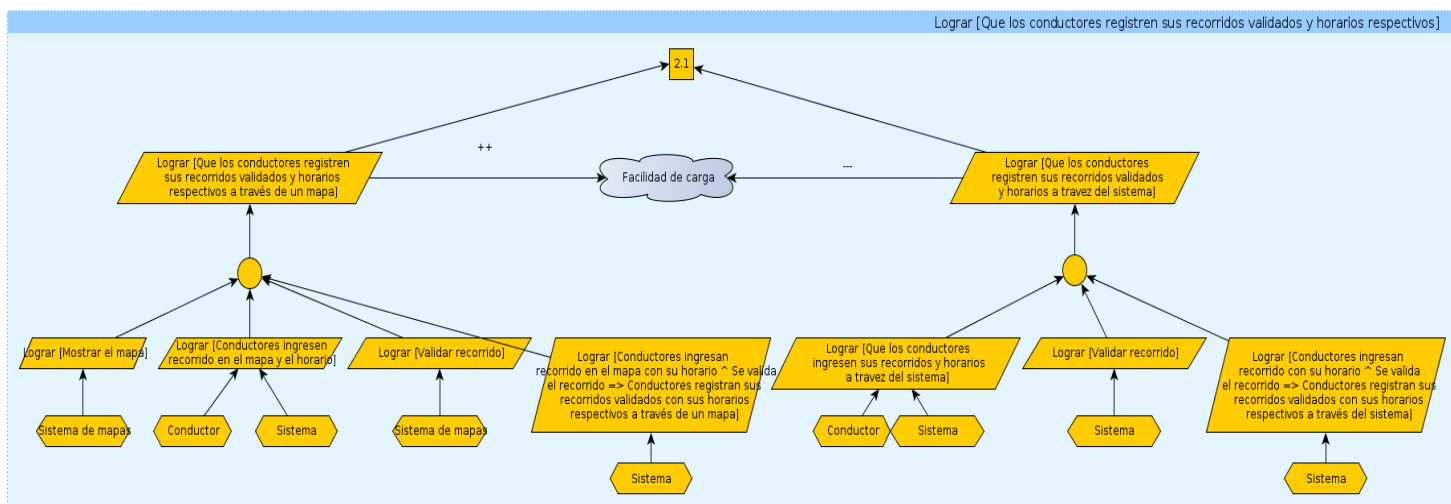 Lograr [Que los conductores registren sus recorridos validados y horarios respectivos]
2.1
++
---
Lograr [Que los conductores registren
sus recorridos validados y horarios
respectivos a través de un mapa]
Facilidad de carga
Lograr [Que los conductores
registren sus recorridos validados
y horarios a travez del sistema]
Lograr [Mostrar el mapa]
Lograr [Conductores ingresen
recorrido en el mapa y el horario]
Lograr [Validar recorrido]
Lograr [Conductores ingresan
recorrido en el mapa con su horario ^ Se valida
el recorrido => Conductores registran sus
recorridos validados con sus horarios
respectivos a través de un mapa]
Lograr [Que los conductores
ingresen sus recorridos y horarios
a travez del sistema]
Lograr [Validar recorrido]
Lograr [Conductores ingresan
recorrido con su horario ^ Se valida
el recorrido => Conductores registran sus
recorridos validados con sus horarios
respectivos a través del sistema]
Sistema de mapas
Conductor
Sistema
Sistema de mapas
Conductor
Sistema
Sistema
Sistema
Sistema